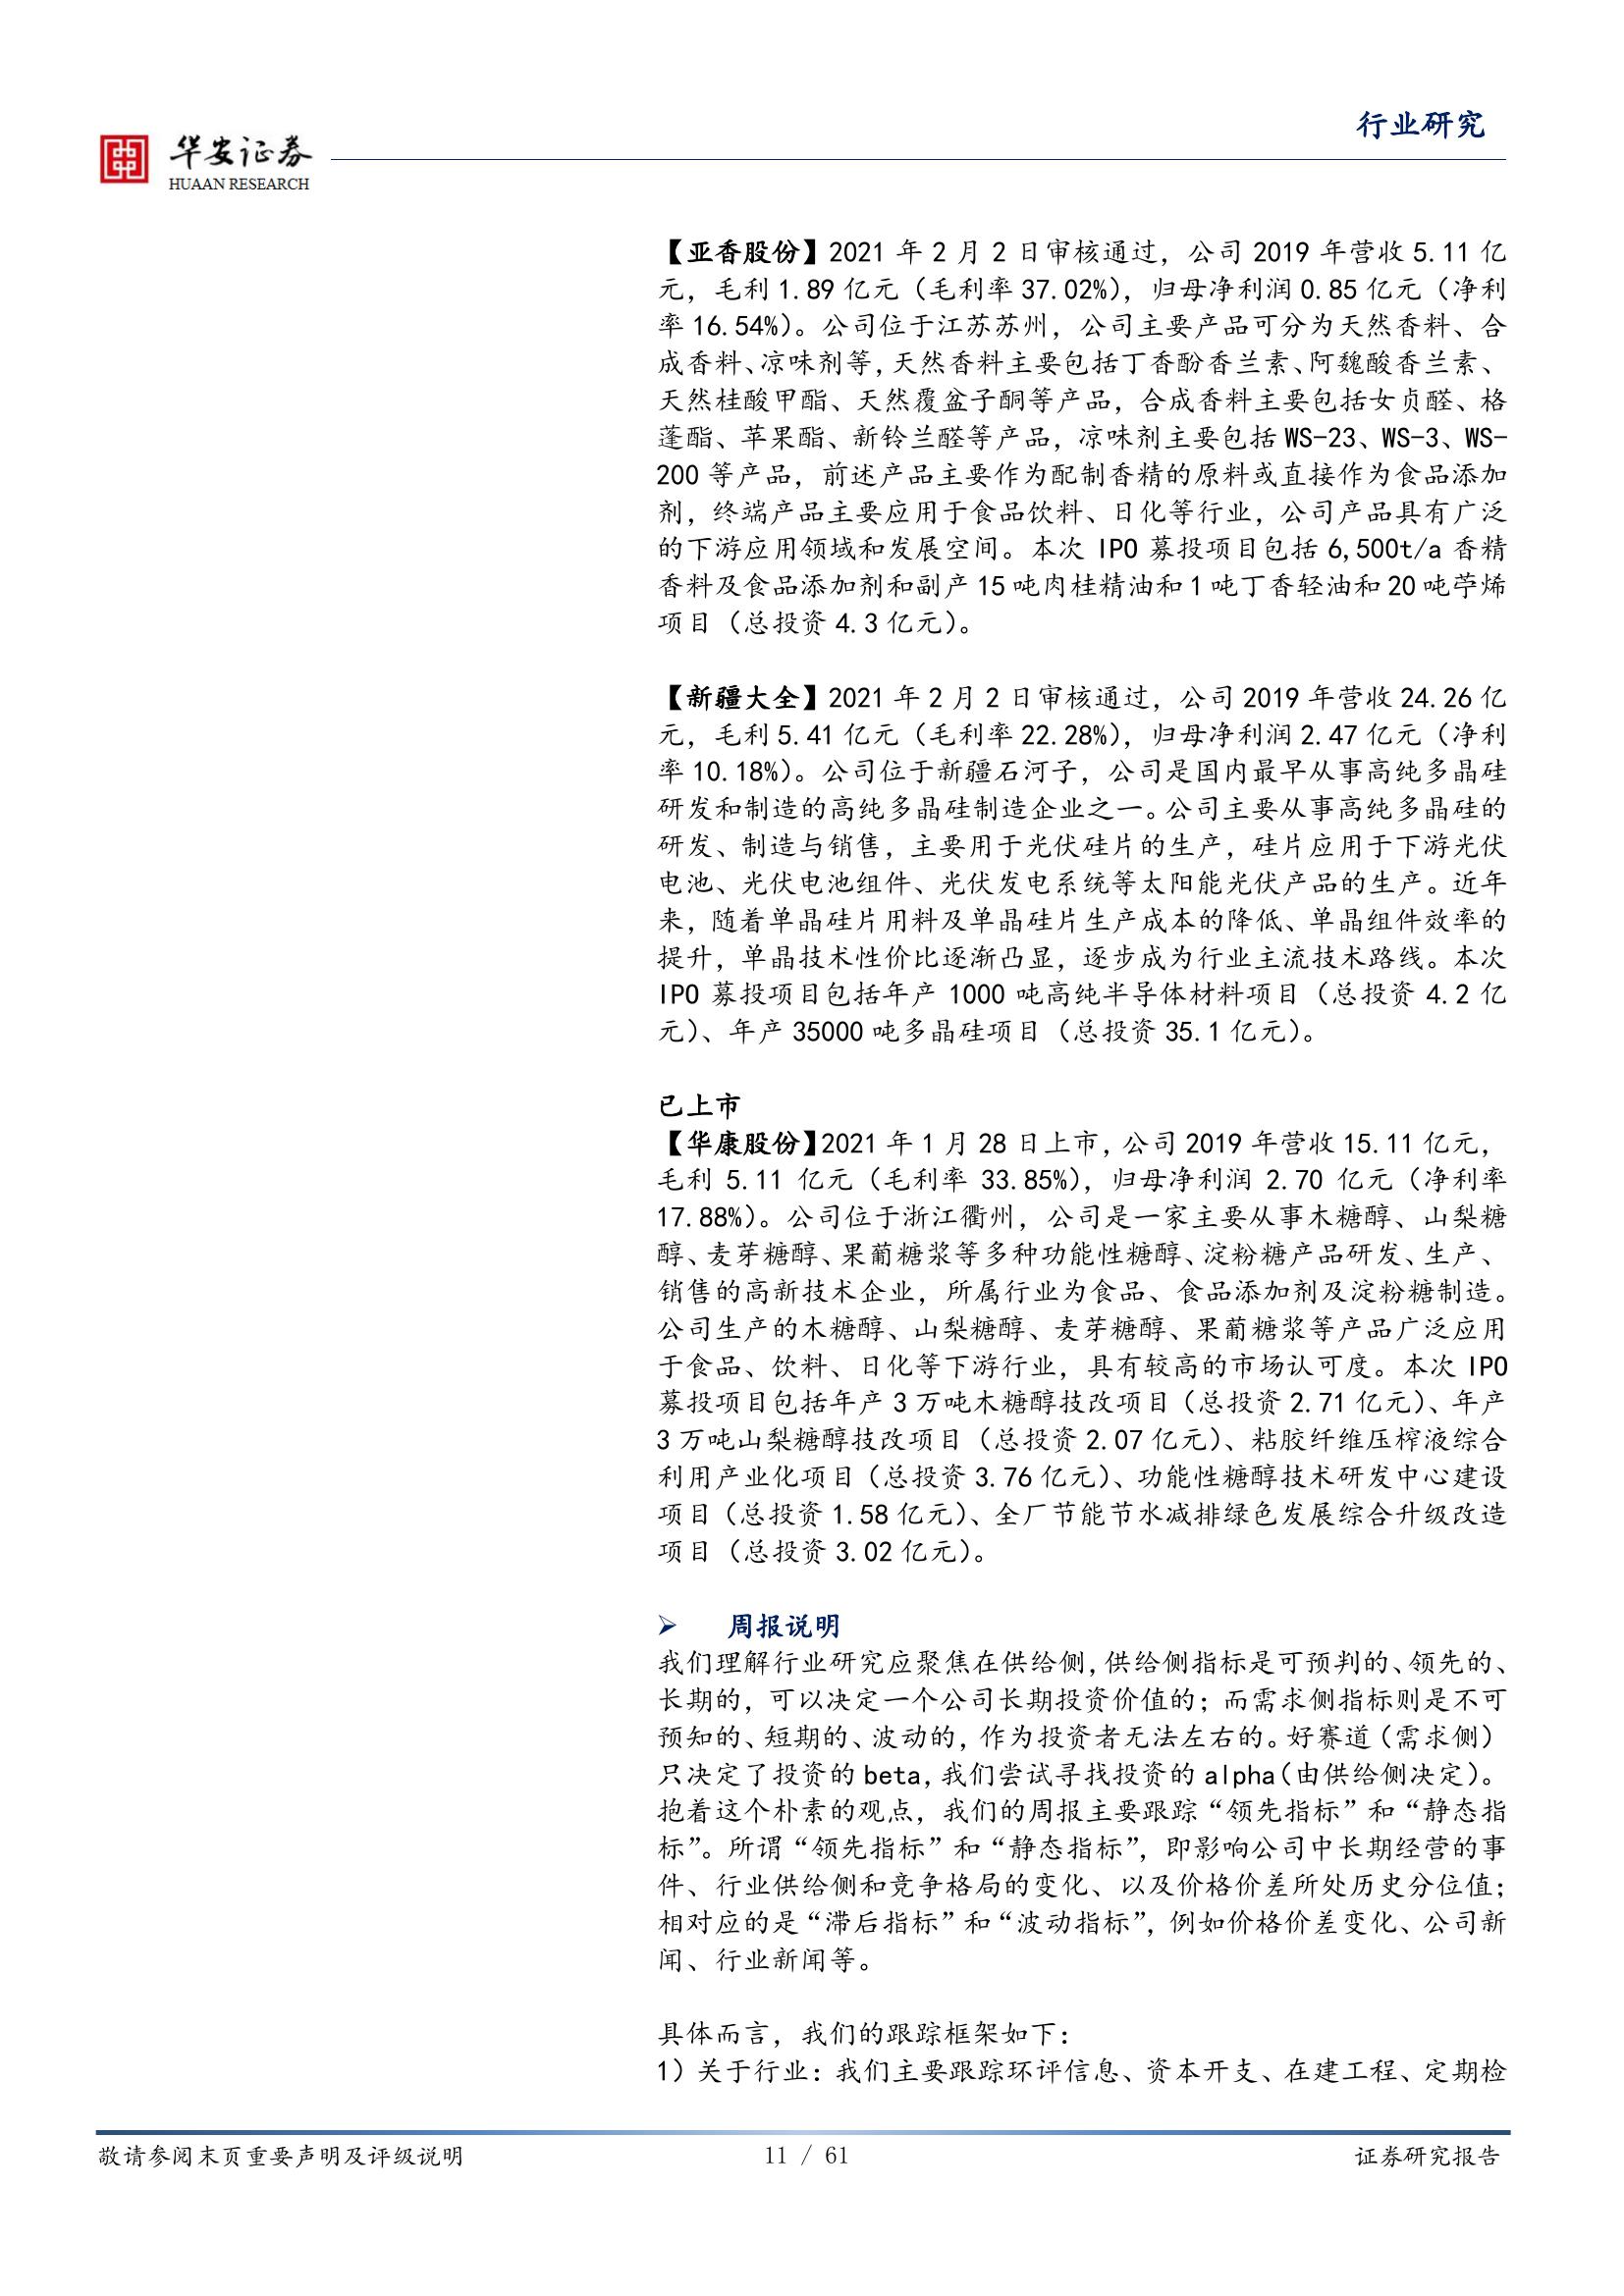 行业研究
华安证券
HUAAN RESEARCH
【亚香股份】2021 年 2 月 2 日审核通过，公司 2019 年营收 5.11 亿
元，毛利 1.89 亿元（毛利率 37.02%），归母净利润 0.85 亿元（净利
率 16.54%）。公司位于江苏苏州，公司主要产品可分为天然香料、合
成香料、凉味剂等，天然香料主要包括丁香酚香兰素、阿魏酸香兰素、
天然桂酸甲酯、天然覆盆子酮等产品，合成香料主要包括女贞醛、格
蓬酯、苹果酯、新铃兰醛等产品，凉味剂主要包括 WS-23、WS-3、WS-
200 等产品，前述产品主要作为配制香精的原料或直接作为食品添加
剂，终端产品主要应用于食品饮料、日化等行业，公司产品具有广泛
的下游应用领域和发展空间。本次 IPO 募投项目包括 6,500t/a 香精
香料及食品添加剂和副产 15 吨肉桂精油和 1 吨丁香轻油和 20 吨苧烯
项目（总投资 4.3 亿元）。
【新疆大全】2021 年 2 月 2 日审核通过，公司 2019 年营收 24.26 亿
元，毛利 5.41 亿元（毛利率 22.28%），归母净利润 2.47 亿元（净利
率 10.18%）。公司位于新疆石河子，公司是国内最早从事高纯多晶硅
研发和制造的高纯多晶硅制造企业之一。公司主要从事高纯多晶硅的
研发、制造与销售，主要用于光伏硅片的生产，硅片应用于下游光伏
电池、光伏电池组件、光伏发电系统等太阳能光伏产品的生产。近年
来，随着单晶硅片用料及单晶硅片生产成本的降低、单晶组件效率的
提升，单晶技术性价比逐渐凸显，逐步成为行业主流技术路线。本次
IPO 募投项目包括年产 1000 吨高纯半导体材料项目（总投资 4.2 亿
元）、年产 35000 吨多晶硅项目（总投资 35.1 亿元）。
已上市
【华康股份】2021 年 1 月 28 日上市，公司 2019 年营收 15.11 亿元，
毛利 5.11 亿元（毛利率 33.85%），归母净利润 2.70 亿元（净利率
17.88%）。公司位于浙江衢州，公司是一家主要从事木糖醇、山梨糖
醇、麦芽糖醇、果葡糖浆等多种功能性糖醇、淀粉糖产品研发、生产、
销售的高新技术企业，所属行业为食品、食品添加剂及淀粉糖制造。
公司生产的木糖醇、山梨糖醇、麦芽糖醇、果葡糖浆等产品广泛应用
于食品、饮料、日化等下游行业，具有较高的市场认可度。本次 IPO
募投项目包括年产 3 万吨木糖醇技改项目（总投资 2.71 亿元）、年产
3 万吨山梨糖醇技改项目（总投资 2.07 亿元）、粘胶纤维压榨液综合
利用产业化项目（总投资 3.76 亿元）、功能性糖醇技术研发中心建设
项目（总投资 1.58 亿元）、全厂节能节水减排绿色发展综合升级改造
项目（总投资 3.02 亿元）。
➢ 周报说明
我们理解行业研究应聚焦在供给侧，供给侧指标是可预判的、领先的、
长期的，可以决定一个公司长期投资价值的；而需求侧指标则是不可
预知的、短期的、波动的，作为投资者无法左右的。好赛道（需求侧）
只决定了投资的 beta，我们尝试寻找投资的 alpha（由供给侧决定）。
抱着这个朴素的观点，我们的周报主要跟踪“领先指标”和“静态指
标”。所谓“领先指标”和“静态指标”，即影响公司中长期经营的事
件、行业供给侧和竞争格局的变化、以及价格价差所处历史分位值；
相对应的是“滞后指标”和“波动指标”，例如价格价差变化、公司新
闻、行业新闻等。
具体而言，我们的跟踪框架如下：
1）关于行业：我们主要跟踪环评信息、资本开支、在建工程、定期检
敬请参阅末页重要声明及评级说明
11 / 61
证券研究报告